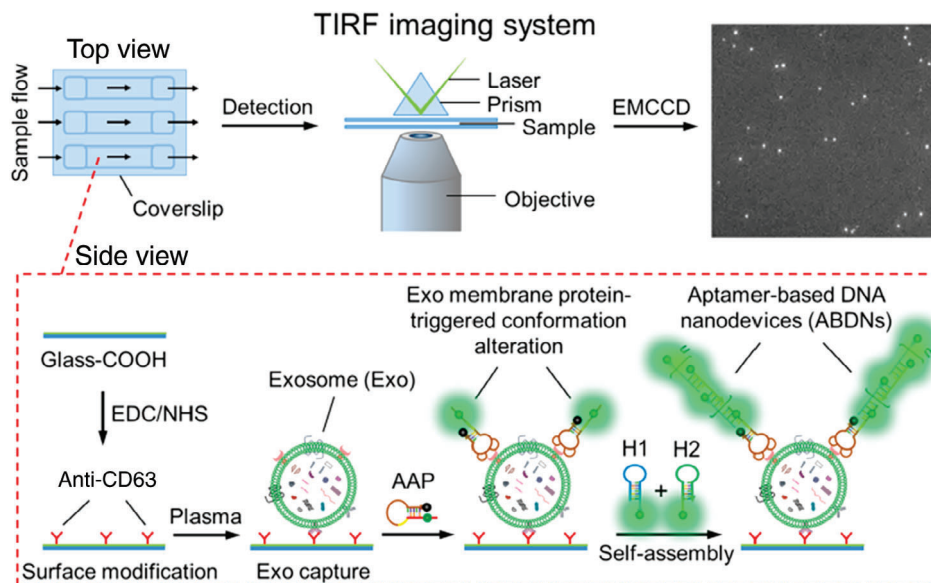 TIRF imaging system
Top view
Sample flow
Coverslip
Detection
Laser
Prism
Sample
Objective
EMCCD
Side view
Glass-COOH
EDC/NHS
Anti-CD63
Surface modification
Plasma
Exosome (Exo)
Exo capture
AAP
Exo membrane protein-
triggered conformation
alteration
H1
+
H2
Self-assembly
Aptamer-based DNA
nanodevices (ABDNs)